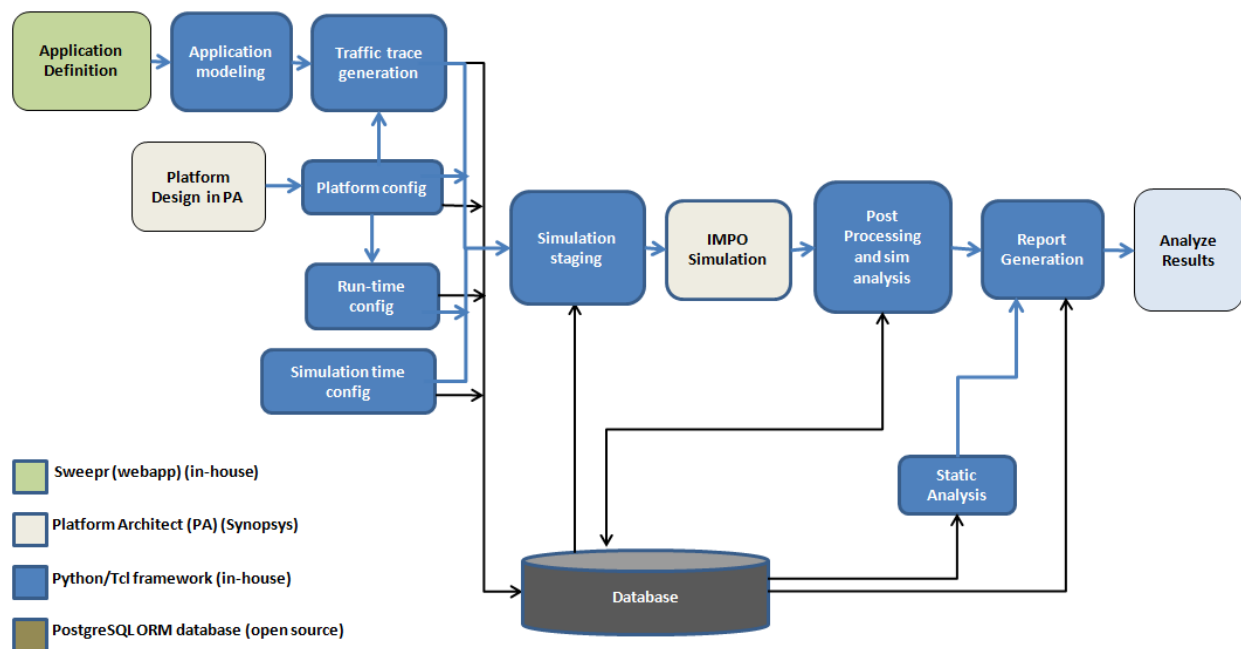 Application
Definition
Application
modeling
Traffic trace
generation
Platform
Design in PA
Platform config
Run-time
config
Simulation time
config
Simulation
staging
IMPO
Simulation
Post
Processing
and sim
analysis
Report
Generation
Analyze
Results
Static
Analysis
Database
Sweepr (webapp) (in-house)
Platform Architect (PA) (Synopsys)
Python/Tcl framework (in-house)
PostgreSQLORM database (open source)